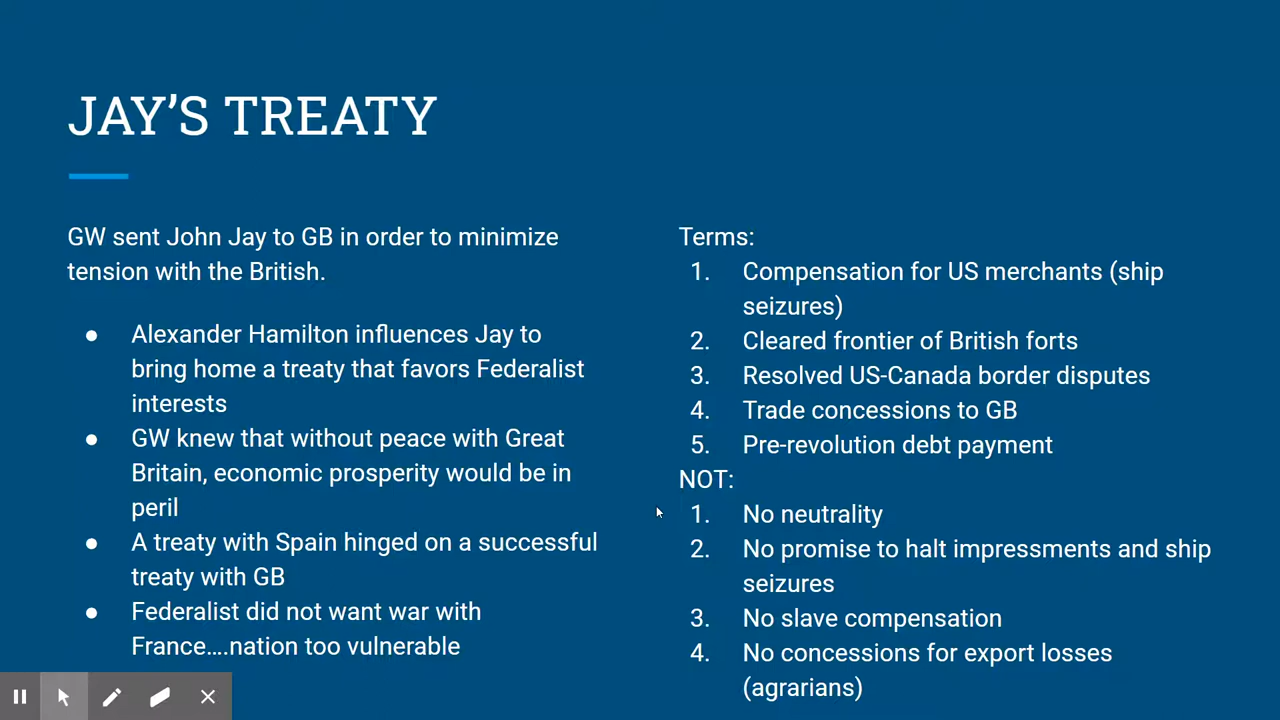 JAY’S TREATY
GW sent John Jay to GB in order to minimize
tension with the British.
● Alexander Hamilton influences Jay to
bring home a treaty that favors Federalist
interests
● GW knew that without peace with Great
Britain, economic prosperity would be in
peril
● A treaty with Spain hinged on a successful
treaty with GB
● Federalist did not want war with
France....nation too vulnerable
Terms:
1. Compensation for US merchants (ship
seizures)
2. Cleared frontier of British forts
3. Resolved US-Canada border disputes
4. Trade concessions to GB
5. Pre-revolution debt payment
NOT:
1. No neutrality
2. No promise to halt impressments and ship
seizures
3. No slave compensation
4. No concessions for export losses
(agrarians)